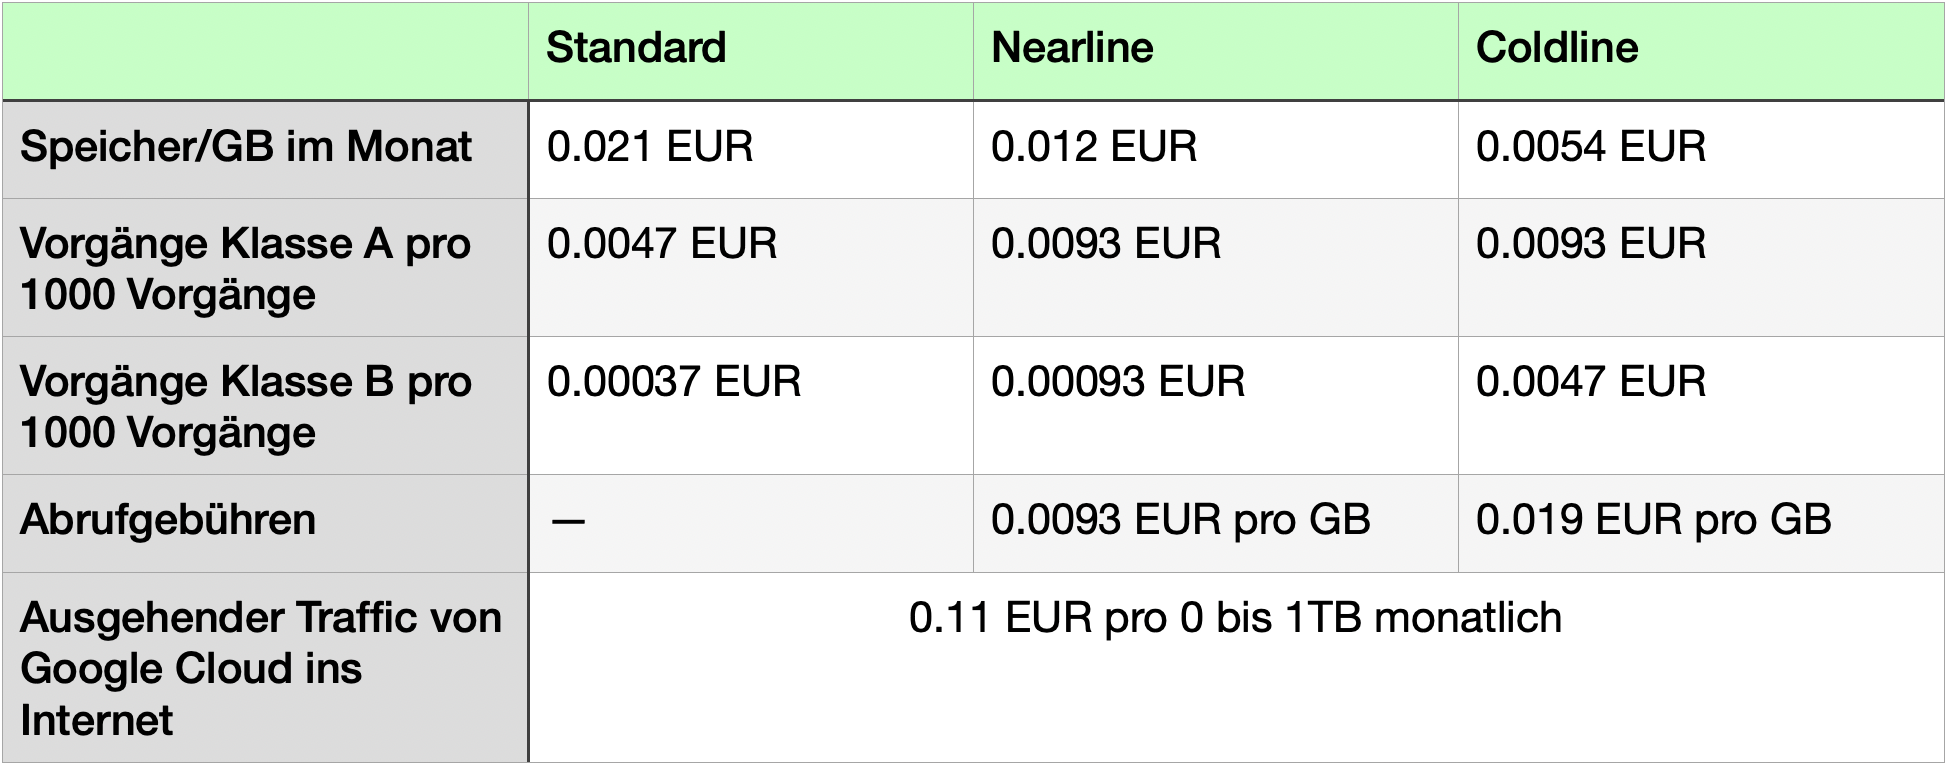 Standard Nearline Coldline
Speicher/GB im Monat 0.021 EUR 0.012 EUR 0.0054 EUR
Vorgänge Klasse A pro 0.0047 EUR 0.0093 EUR 0.0093 EUR
1000 Vorgänge
Vorgänge Klasse B pro 0.00037 EUR 0.00093 EUR 0.0047 EUR
1000 Vorgänge
Abrufgebühren — 0.0093 EUR pro GB 0.019 EUR pro GB
Ausgehender Traffic von 0.11 EUR pro 0 bis 1TB monatlich
Google Cloud ins
Internet